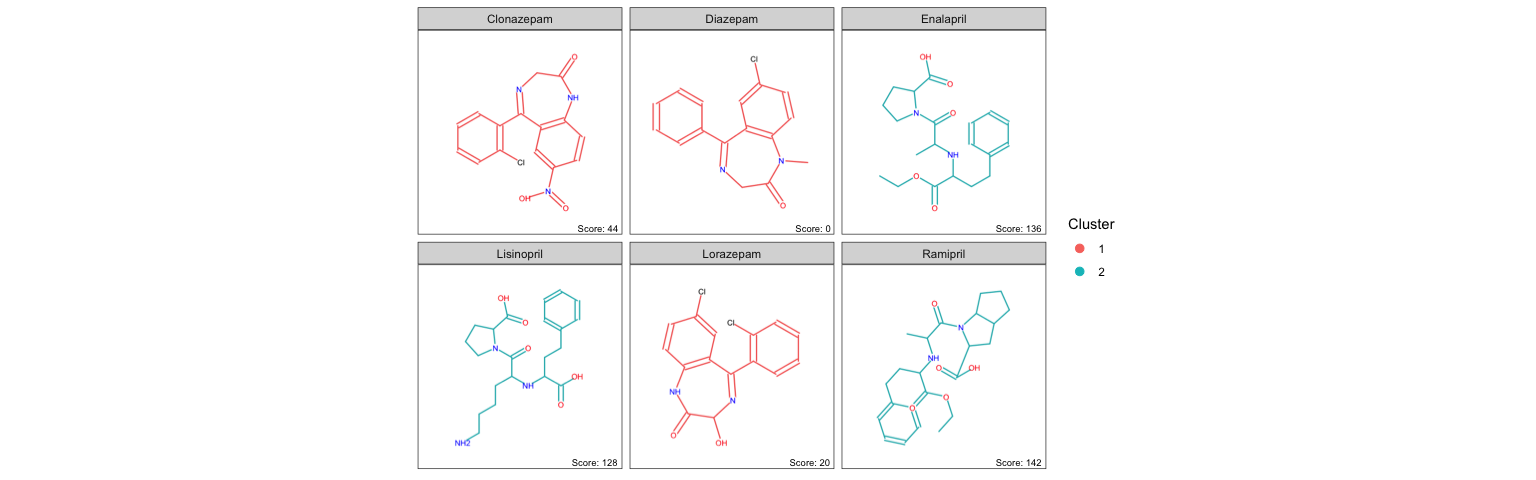 Clonazepam
O
N
NH
Cl
N
OH
O
Score: 44
Diazepam
Cl
N
N
O
Score: 0
Enalapril
OH
O
N
O
NH
O
O
Score: 136
Lisinopril
OH
O
N
O
NH
OH
O
NH2
Score: 128
Lorazepam
Cl
Cl
NH
N
O
OH
Score: 20
Ramipril
O
N
NH
O
OH
O
O
Score: 142
Cluster
1
2